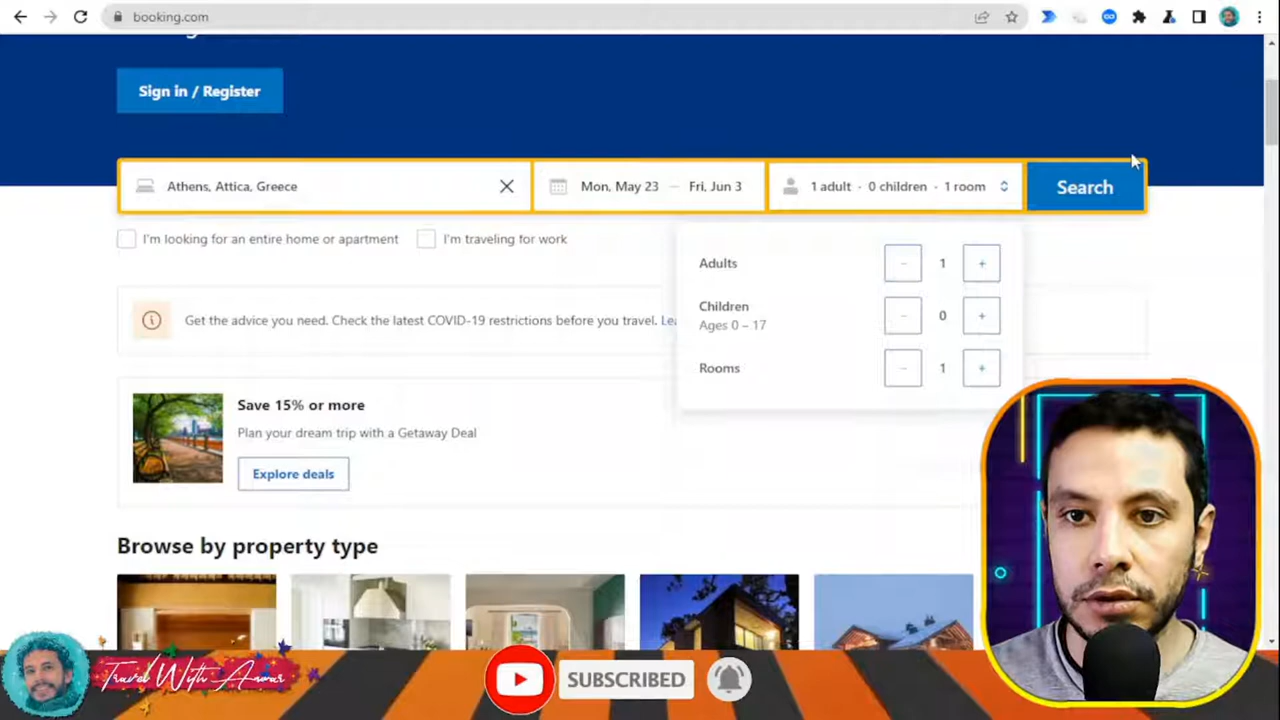 booking.com
Sign in / Register
Athens, Attica, Greece
Mon, May 23 — Fri, Jun 3
1 adult · 0 children · 1 room
Search
I'm looking for an entire home or apartment
I'm traveling for work
Adults
− 1 +
Children
Ages 0 – 17
− 0 +
Rooms
− 1 +
Get the advice you need. Check the latest COVID-19 restrictions before you travel.
Save 15% or more
Plan your dream trip with a Getaway Deal
Explore deals
Browse by property type
Travel With Anouar
SUBSCRIBED